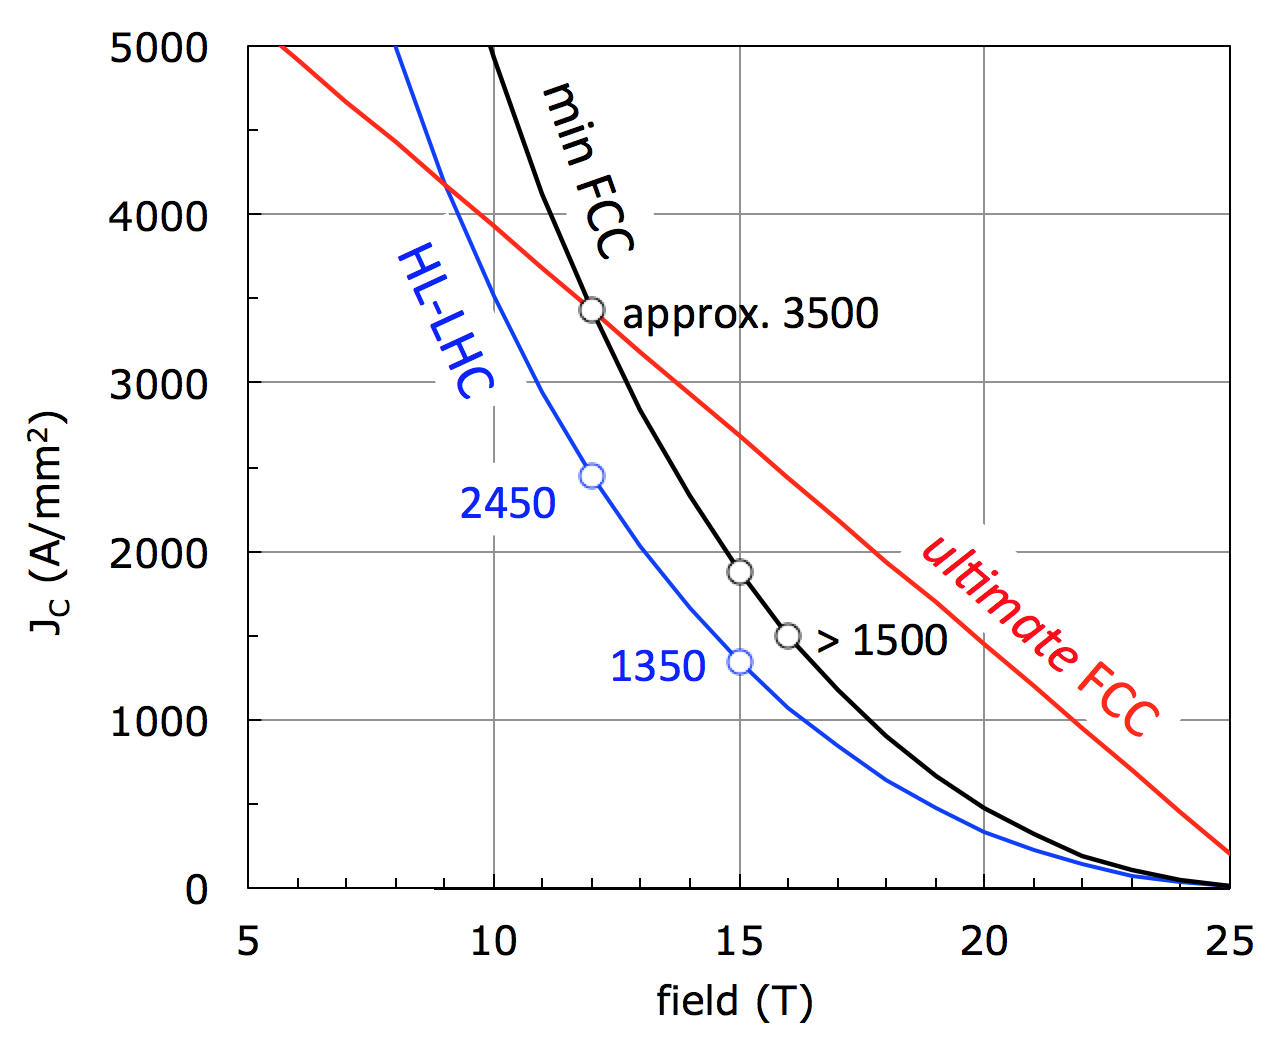 5000
4000
3000
2000
1000
0
J_C (A/mm²)
min FCC
HL-LHC
approx. 3500
2450
ultimate FCC
> 1500
1350
5 10 15 20 25
field (T)